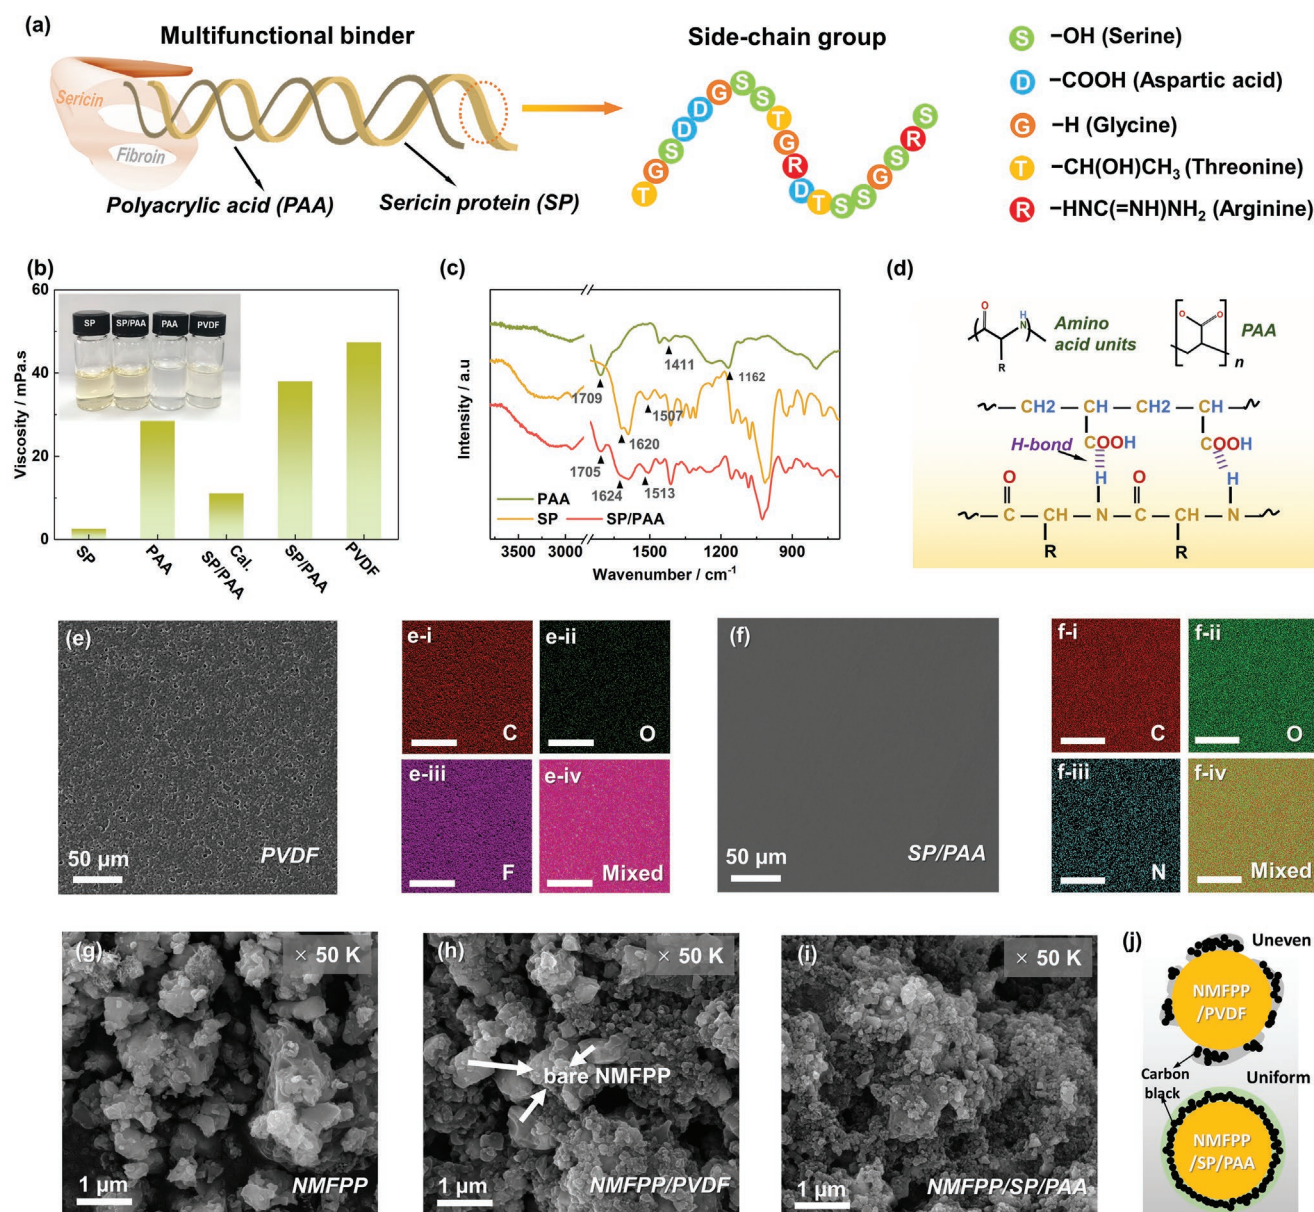 (a)
Multifunctional binder
Sericin
Fibroin
Polyacrylic acid (PAA)
Sericin protein (SP)
Side-chain group
T G S D D G S S T G R D T S S G S R S
S –OH (Serine)
D –COOH (Aspartic acid)
G –H (Glycine)
T –CH(OH)CH₃ (Threonine)
R –HNC(=NH)NH₂ (Arginine)
(b)
Viscosity / mPa.s
60
40
20
0
SP SP/PAA PAA PVDF
SP
PAA
Cal.
SP/PAA
SP/PAA
PVDF
(c)
Intensity / a.u
1709
1411
1162
1507
1620
1705
1624
1513
PAA
SP
SP/PAA
3500 3000 1500 1200 900
Wavenumber / cm⁻¹
(d)
O
H
N
R
Amino
acid units
O
O
n
PAA
CH2 — CH — CH2 — CH
COOH COOH
H-bond
O H O H
C — CH — N — C — CH — N
R R
(e)
50 µm
PVDF
e-i
C
e-ii
O
e-iii
F
e-iv
Mixed
(f)
50 µm
SP/PAA
f-i
C
f-ii
O
f-iii
N
f-iv
Mixed
(g)
× 50 K
1 µm
NMFPP
(h)
× 50 K
bare NMFPP
1 µm
NMFPP/PVDF
(i)
× 50 K
1 µm
NMFPP/SP/PAA
(j)
Uneven
NMFPP
/PVDF
Carbon
black
Uniform
NMFPP
/SP/PAA